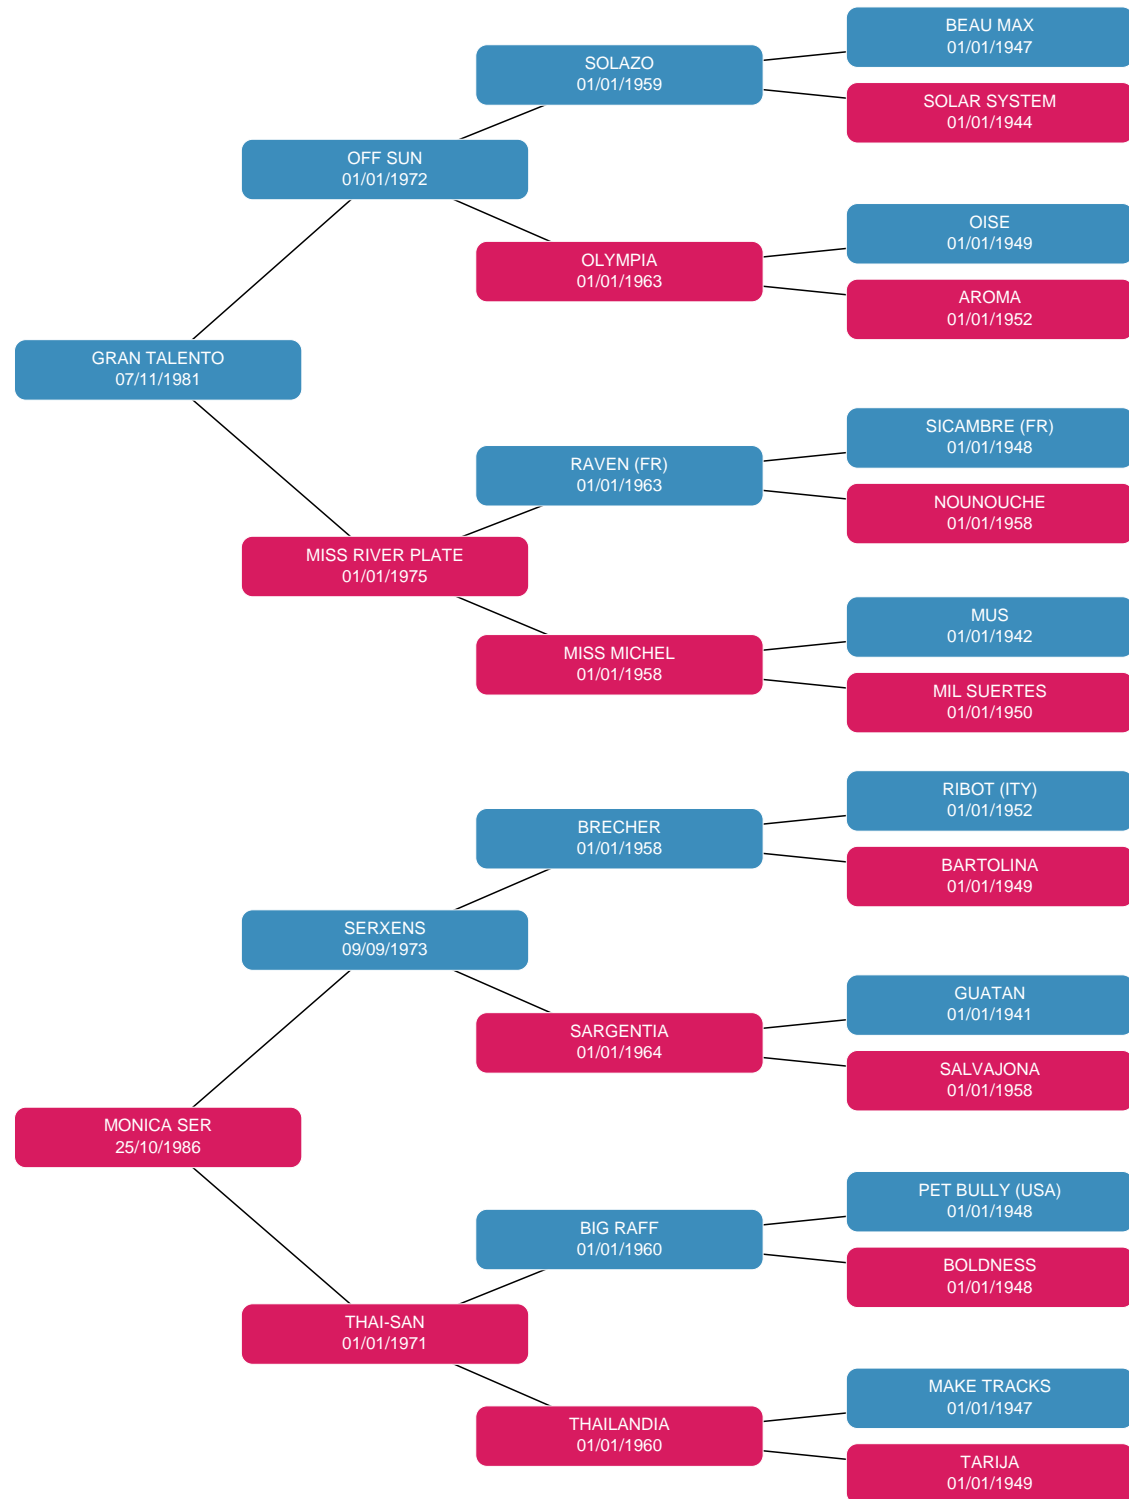 BEAU MAX
01/01/1947
SOLAZO
01/01/1959
SOLAR SYSTEM
01/01/1944
OFF SUN
01/01/1972
OISE
01/01/1949
OLYMPIA
01/01/1963
AROMA
01/01/1952
GRAN TALENTO
07/11/1981
SICAMBRE (FR)
01/01/1948
RAVEN (FR)
01/01/1963
NOUNOUCHE
01/01/1958
MISS RIVER PLATE
01/01/1975
MUS
01/01/1942
MISS MICHEL
01/01/1958
MIL SUERTES
01/01/1950
RIBOT (ITY)
01/01/1952
BRECHER
01/01/1958
BARTOLINA
01/01/1949
SERXENS
09/09/1973
GUATAN
01/01/1941
SARGENTIA
01/01/1964
SALVAJONA
01/01/1958
MONICA SER
25/10/1986
PET BULLY (USA)
01/01/1948
BIG RAFF
01/01/1960
BOLDNESS
01/01/1948
THAI-SAN
01/01/1971
MAKE TRACKS
01/01/1947
THAILANDIA
01/01/1960
TARIJA
01/01/1949